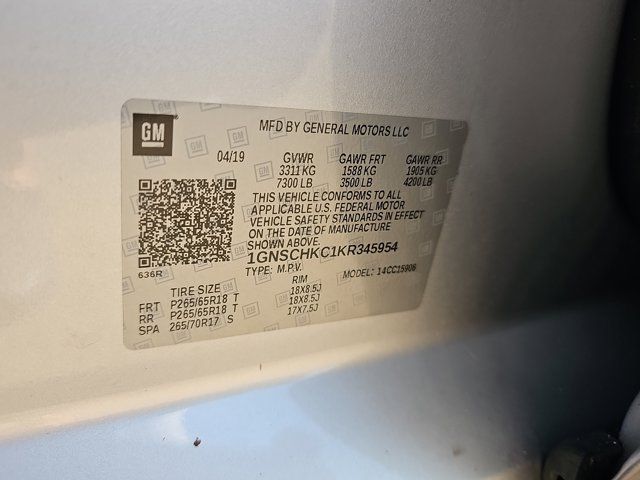 GM
MFD BY GENERAL MOTORS LLC
04/19 GVWR GAWR FRT GAWR RR
3311 KG 1588 KG 1905 KG
7300 LB 3500 LB 4200 LB
THIS VEHICLE CONFORMS TO ALL
APPLICABLE U.S. FEDERAL MOTOR
VEHICLE SAFETY STANDARDS IN EFFECT
ON THE DATE OF MANUFACTURE
SHOWN ABOVE.
1GNSCHKC1KR345954
636R TYPE: M.P.V. MODEL: 14CC15906
TIRE SIZE RIM
FRT P265/65R18 T 18X8.5J
RR P265/65R18 T 18X8.5J
SPA 265/70R17 S 17X7.5J